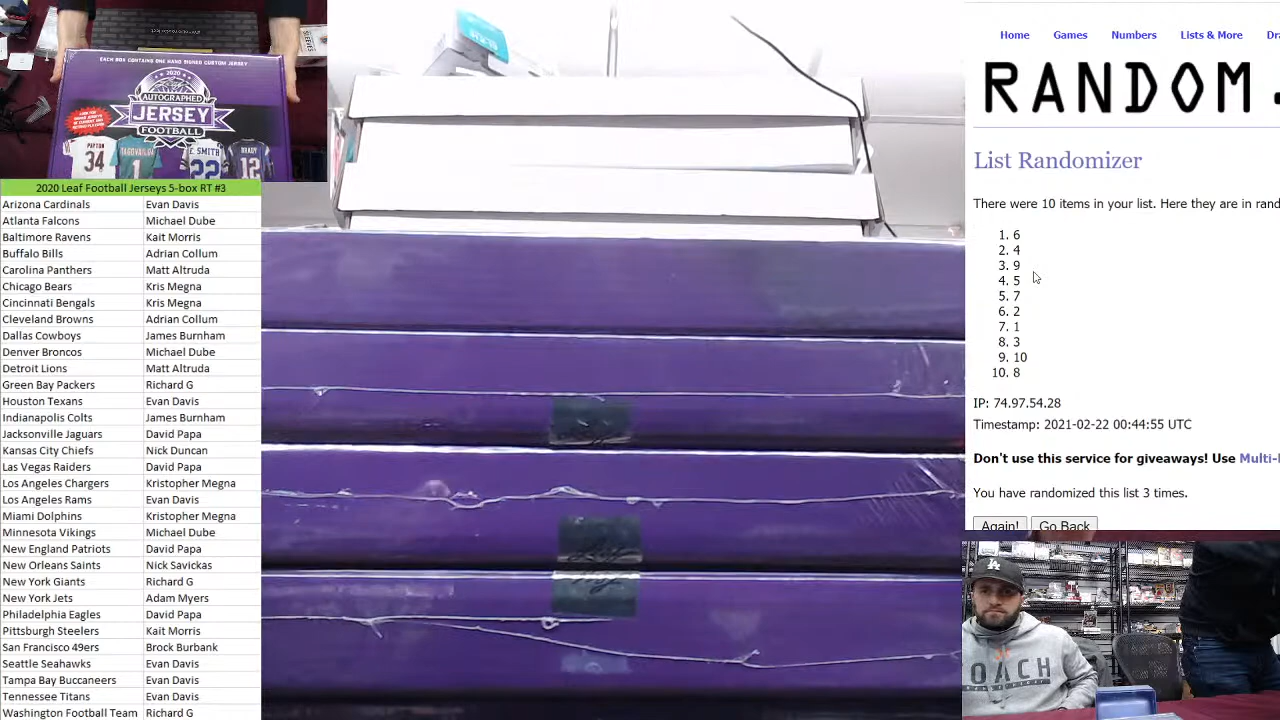 EACH BOX CONTAINS ONE HAND SIGNED CUSTOM JERSEY
2020
AUTOGRAPHED
JERSEY
FOOTBALL
PAYTON
34
TAGOVAILOA
1
E. SMITH
22
BRADY
12
2020 Leaf Football Jerseys 5-box RT #3
Arizona Cardinals Evan Davis
Atlanta Falcons Michael Dube
Baltimore Ravens Kait Morris
Buffalo Bills Adrian Collum
Carolina Panthers Matt Altruda
Chicago Bears Kris Megna
Cincinnati Bengals Kris Megna
Cleveland Browns Adrian Collum
Dallas Cowboys James Burnham
Denver Broncos Michael Dube
Detroit Lions Matt Altruda
Green Bay Packers Richard G
Houston Texans Evan Davis
Indianapolis Colts James Burnham
Jacksonville Jaguars David Papa
Kansas City Chiefs Nick Duncan
Las Vegas Raiders David Papa
Los Angeles Chargers Kristopher Megna
Los Angeles Rams Evan Davis
Miami Dolphins Kristopher Megna
Minnesota Vikings Michael Dube
New England Patriots David Papa
New Orleans Saints Nick Savickas
New York Giants Richard G
New York Jets Adam Myers
Philadelphia Eagles David Papa
Pittsburgh Steelers Kait Morris
San Francisco 49ers Brock Burbank
Seattle Seahawks Evan Davis
Tampa Bay Buccaneers Evan Davis
Tennessee Titans Evan Davis
Washington Football Team Richard G
Home Games Numbers Lists & More Dra
RANDOM.
List Randomizer
There were 10 items in your list. Here they are in rand
1. 6
2. 4
3. 9
4. 5
5. 7
6. 2
7. 1
8. 3
9. 10
10. 8
IP: 74.97.54.28
Timestamp: 2021-02-22 00:44:55 UTC
Don't use this service for giveaways! Use Multi-
You have randomized this list 3 times.
Again! Go Back
LA
COACH